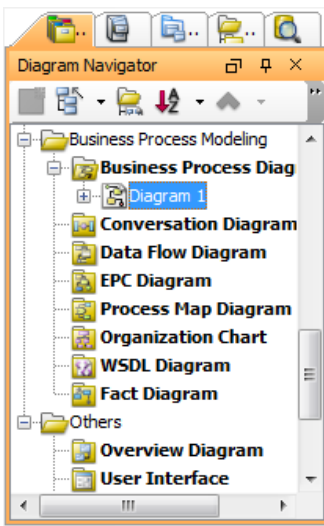 Diagram Navigator
Business Process Modeling
Business Process Diag
Diagram 1
Conversation Diagram
Data Flow Diagram
EPC Diagram
Process Map Diagram
Organization Chart
WSDL Diagram
Fact Diagram
Others
Overview Diagram
User Interface